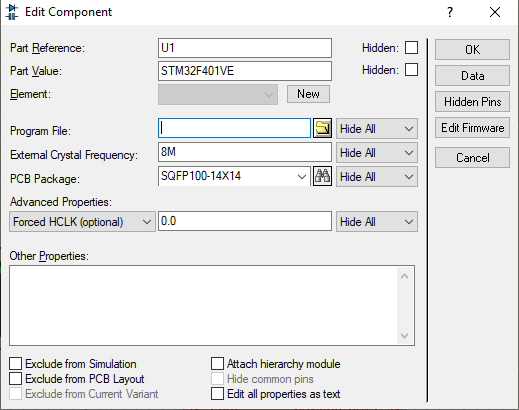 Edit Component
Part Reference: U1 Hidden: OK
Part Value: STM32F401VE Hidden: Data
Element: New Hidden Pins
Program File: Hide All Edit Firmware
External Crystal Frequency: 8M Hide All Cancel
PCB Package: SQFP100-14X14 Hide All
Advanced Properties:
Forced HCLK (optional) 0.0 Hide All
Other Properties:
Exclude from Simulation Attach hierarchy module
Exclude from PCB Layout Hide common pins
Exclude from Current Variant Edit all properties as text